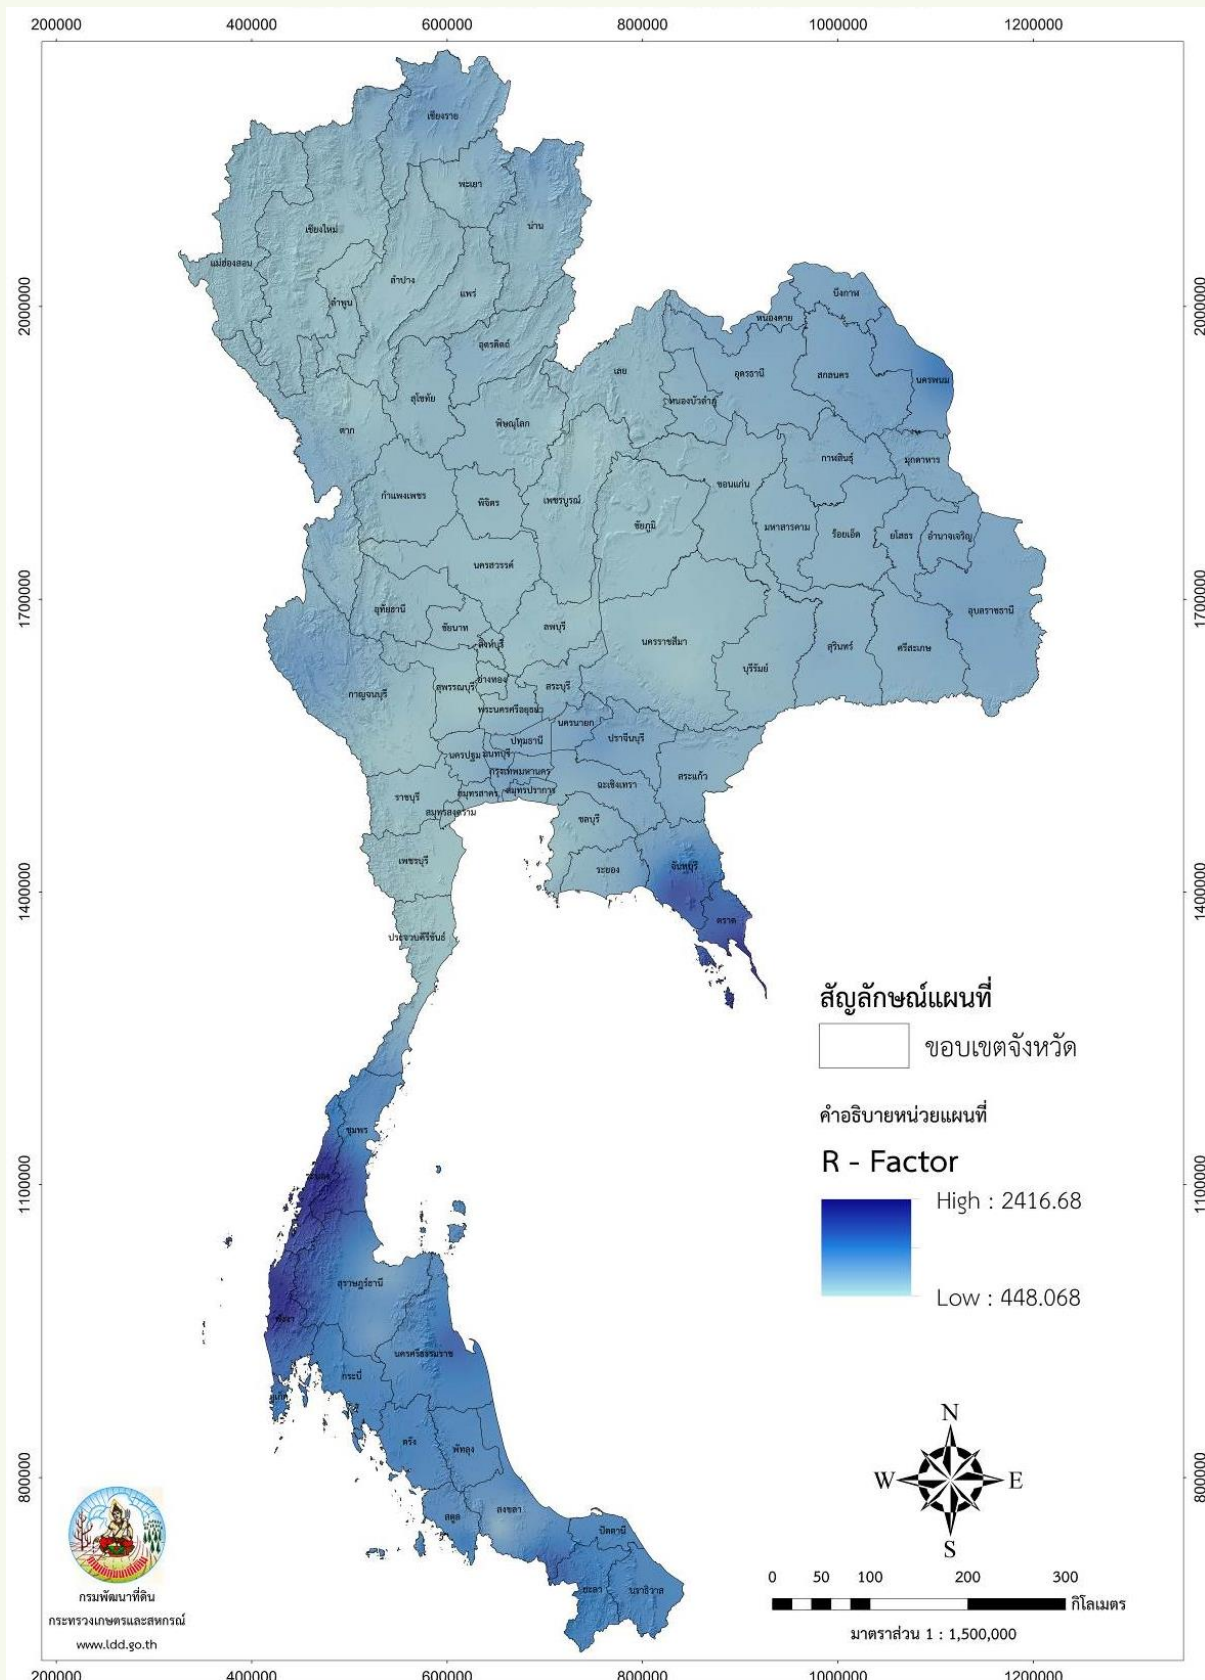 200000 400000 600000 800000 1000000 1200000
เชียงราย
พะเยา
น่าน
เชียงใหม่
แม่ฮ่องสอน
ลำปาง
ลำพูน
แพร่
บึงกาฬ
2000000 2000000
หนองคาย
อุตรดิตถ์
เลย
อุดรธานี
สกลนคร
นครพนม
สุโขทัย
หนองบัวลำภู
ตาก
พิษณุโลก
กาฬสินธุ์
มุกดาหาร
ขอนแก่น
กำแพงเพชร
พิจิตร
เพชรบูรณ์
ชัยภูมิ
มหาสารคาม
ร้อยเอ็ด
ยโสธร
อำนาจเจริญ
นครสวรรค์
1700000 1700000
อุทัยธานี
อุบลราชธานี
ชัยนาท
ลพบุรี
นครราชสีมา
สิงห์บุรี
สุรินทร์
ศรีสะเกษ
บุรีรัมย์
อ่างทอง
สุพรรณบุรี
สระบุรี
กาญจนบุรี
พระนครศรีอยุธยา
นครนายก
ปทุมธานี
ปราจีนบุรี
นครปฐม
นนทบุรี
กรุงเทพมหานคร
สระแก้ว
ฉะเชิงเทรา
สมุทรสาคร
สมุทรปราการ
ราชบุรี
สมุทรสงคราม
ชลบุรี
เพชรบุรี
ระยอง
จันทบุรี
1400000 1400000
ตราด
ประจวบคีรีขันธ์
สัญลักษณ์แผนที่
ขอบเขตจังหวัด
คำอธิบายหน่วยแผนที่
R - Factor
High : 2416.68
Low : 448.068
ชุมพร
ระนอง
1100000 1100000
สุราษฎร์ธานี
พังงา
นครศรีธรรมราช
กระบี่
ภูเก็ต
ตรัง
พัทลุง
800000 800000
สงขลา
สตูล
ปัตตานี
ยะลา
นราธิวาส
N
W E
S
0 50 100 200 300
กิโลเมตร
มาตราส่วน 1 : 1,500,000
กรมพัฒนาที่ดิน
กระทรวงเกษตรและสหกรณ์
www.ldd.go.th
200000 400000 600000 800000 1000000 1200000